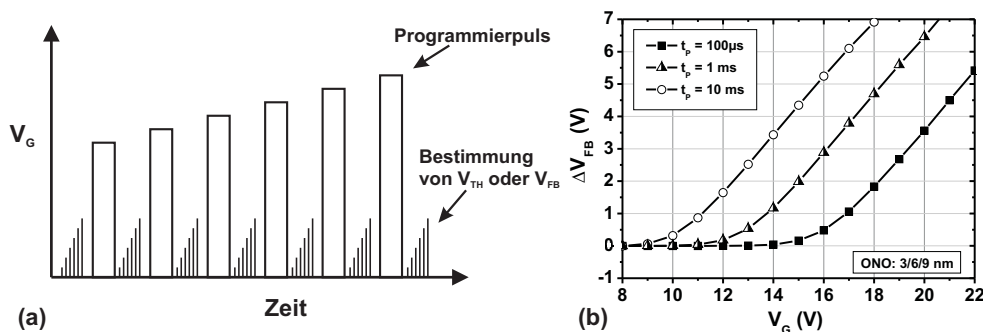 Programmierpuls
V_G
Bestimmung
von V_TH oder V_FB
Zeit
(a)
7
6
5
4
3
2
1
0
-1
ΔV_FB (V)
t_P = 100µs
t_P = 1 ms
t_P = 10 ms
ONO: 3/6/9 nm
8 10 12 14 16 18 20 22
V_G (V)
(b)